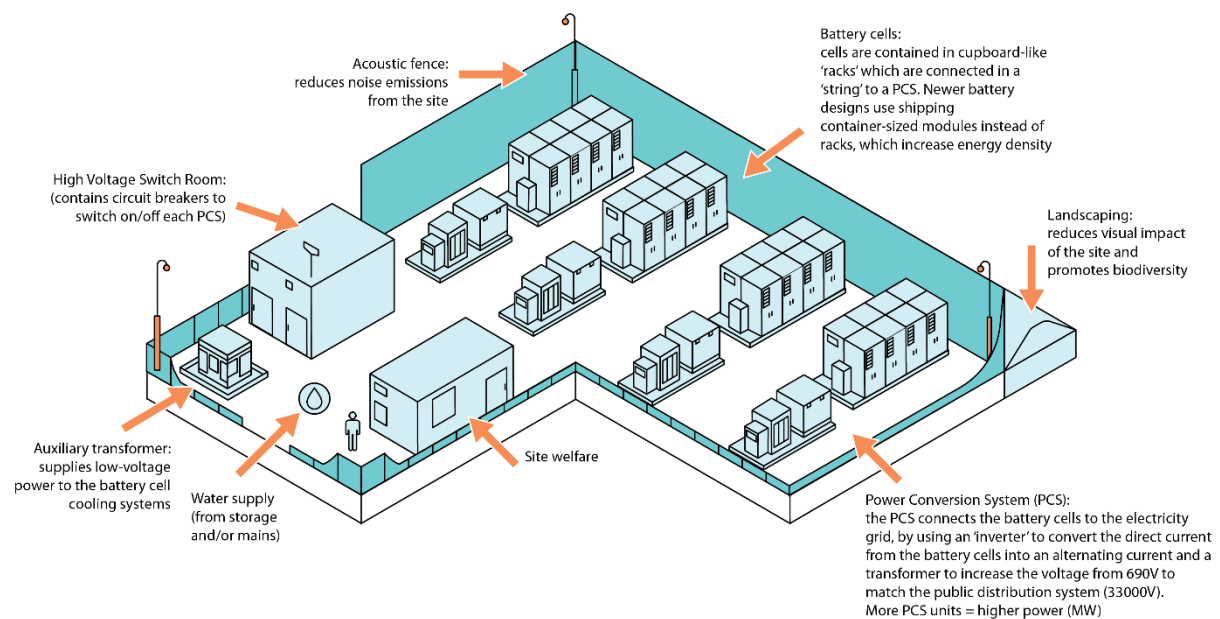 Acoustic fence:
reduces noise emissions
from the site
Battery cells:
cells are contained in cupboard-like
‘racks’ which are connected in a
‘string’ to a PCS. Newer battery
designs use shipping
container-sized modules instead of
racks, which increase energy density
High Voltage Switch Room:
(contains circuit breakers to
switch on/off each PCS)
Landscaping:
reduces visual impact
of the site and
promotes biodiversity
Auxiliary transformer:
supplies low-voltage
power to the battery cell
cooling systems
Water supply
(from storage
and/or mains)
Site welfare
Power Conversion System (PCS):
the PCS connects the battery cells to the electricity
grid, by using an ‘inverter’ to convert the direct current
from the battery cells into an alternating current and a
transformer to increase the voltage from 690V to
match the public distribution system (33000V).
More PCS units = higher power (MW)